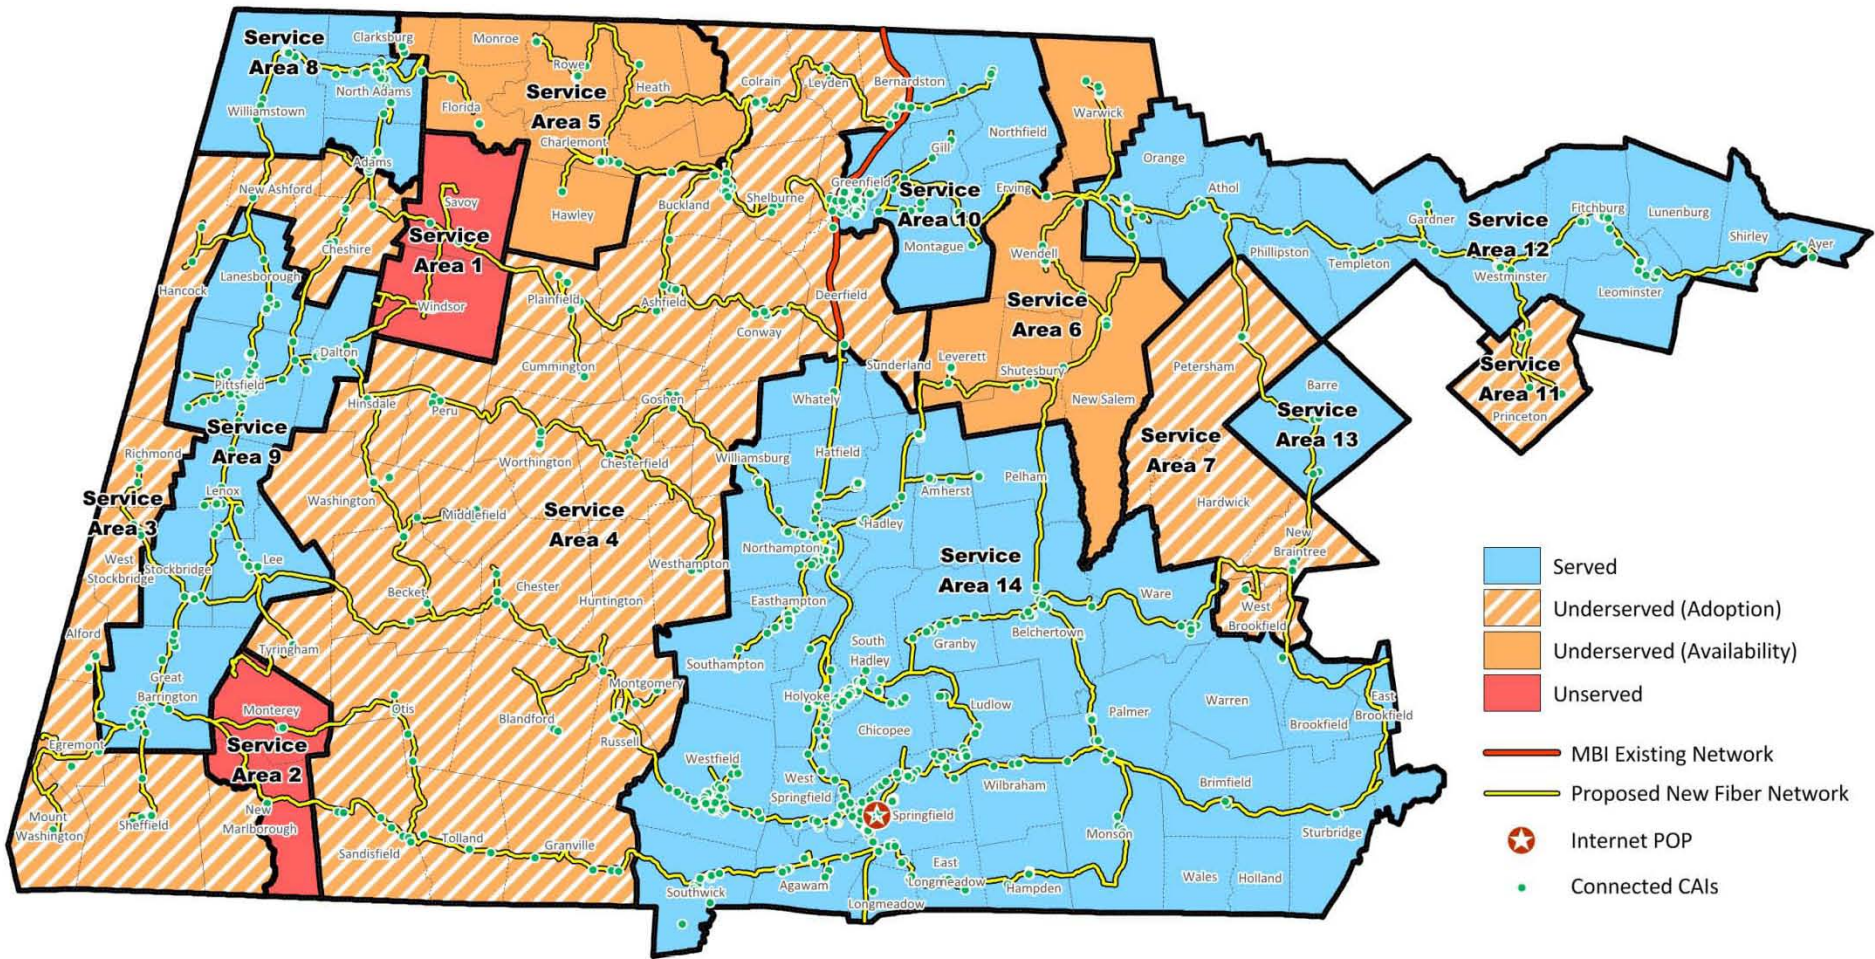 Service
Area 8
Clarksburg
North Adams
Williamstown
Adams
Monroe
Rowe
Heath
Florida
Service
Area 5
Charlemont
Hawley
Colrain
Leyden
Bernardston
Northfield
Gill
Warwick
Orange
Athol
New Ashford
Cheshire
Savoy
Service
Area 1
Windsor
Buckland
Shelburne
Greenfield
Service
Area 10
Montague
Erving
Wendell
Phillipston
Templeton
Gardner
Service
Area 12
Westminster
Fitchburg
Lunenburg
Shirley
Ayer
Leominster
Hancock
Lanesborough
Dalton
Pittsfield
Plainfield
Ashfield
Conway
Deerfield
Cummington
Sunderland
Service
Area 6
Leverett
Shutesbury
New Salem
Petersham
Barre
Service
Area 13
Service
Area 11
Princeton
Service
Area 9
Richmond
Hinsdale
Peru
Goshen
Whately
Worthington
Chesterfield
Williamsburg
Hatfield
Service
Area 7
Hardwick
New
Braintree
Service
Area 3
Lenox
Washington
Middlefield
Service
Area 4
Westhampton
Amherst
Pelham
Hadley
Northampton
Service
Area 14
West
Stockbridge
Stockbridge
Lee
Becket
Chester
Huntington
Easthampton
Southampton
South
Hadley
Granby
Belchertown
Ware
West
Brookfield
Alford
Great
Barrington
Tyringham
Monterey
Otis
Service
Area 2
Blandford
Montgomery
Russell
Holyoke
Chicopee
Ludlow
Palmer
Warren
Brookfield
East
Brookfield
Egremont
Mount
Washington
Sheffield
New
Marlborough
Sandisfield
Tolland
Granville
Westfield
West
Springfield
Springfield
Wilbraham
Brimfield
Sturbridge
Monson
Southwick
Agawam
Longmeadow
East
Longmeadow
Hampden
Wales
Holland
Served
Underserved (Adoption)
Underserved (Availability)
Unserved
MBI Existing Network
Proposed New Fiber Network
Internet POP
Connected CAIs